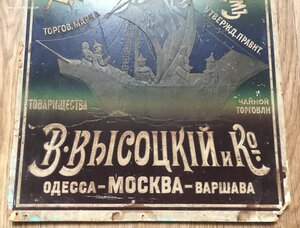 ТОРГОВ. МАРКА
УТВЕРЖД. ПРАВИТ.
ТОВАРИЩЕСТВА
ЧАЙНОЙ
ТОРГОВЛИ
В. ВЫСОЦКІЙ и Ко.
ОДЕССА-МОСКВА-ВАРШАВА